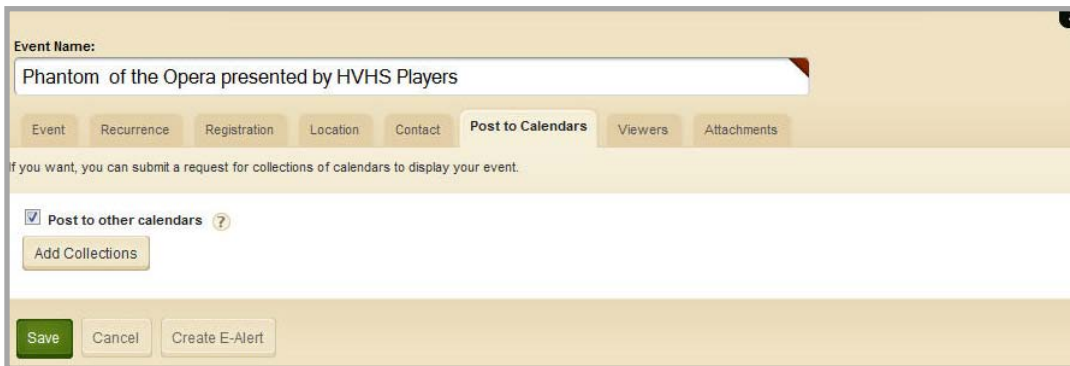 Event Name:
Phantom of the Opera presented by HVHS Players
Event Recurrence Registration Location Contact Post to Calendars Viewers Attachments
If you want, you can submit a request for collections of calendars to display your event.
Post to other calendars ?
Add Collections
Save Cancel Create E-Alert